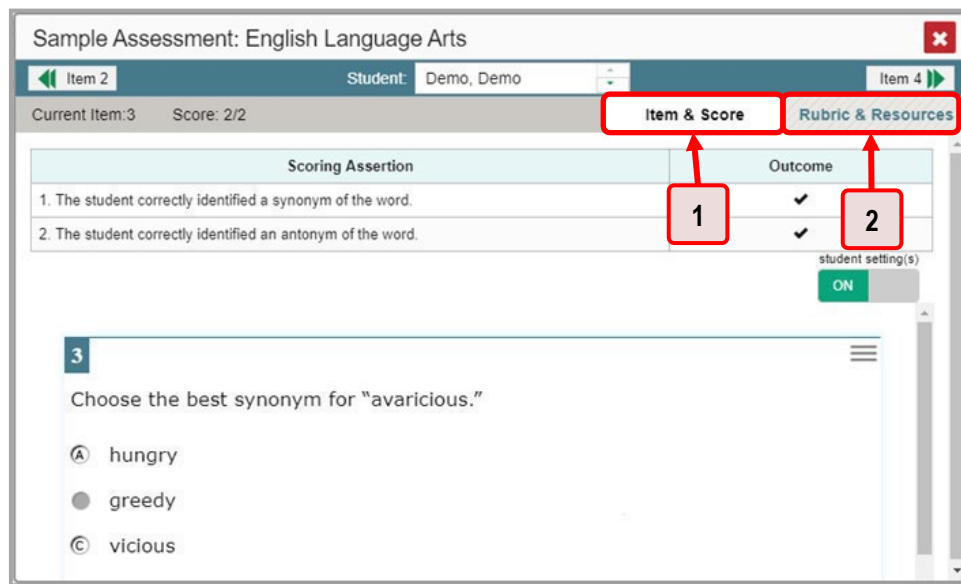 Sample Assessment: English Language Arts
Item 2 Student: Demo, Demo Item 4
Current Item:3 Score: 2/2 Item & Score Rubric & Resources
Scoring Assertion Outcome
1. The student correctly identified a synonym of the word.
2. The student correctly identified an antonym of the word.
1 2
student setting(s)
ON
3
Choose the best synonym for “avaricious.”
A hungry
greedy
C vicious